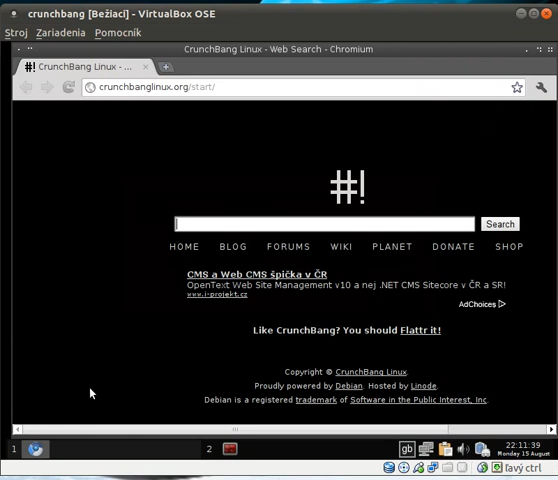 crunchbang [Bežiaci] - VirtualBox OSE
Stroj Zariadenia Pomocník
CrunchBang Linux - Web Search - Chromium
#! CrunchBang Linux - ...
crunchbanglinux.org/start/
#!
Search
HOME BLOG FORUMS WIKI PLANET DONATE SHOP
CMS a Web CMS špička v ČR
OpenText Web Site Management v10 a nej .NET CMS Sitecore v ČR a SR!
www.i-projekt.cz
AdChoices
Like CrunchBang? You should Flattr it!
Copyright © CrunchBang Linux.
Proudly powered by Debian. Hosted by Linode.
Debian is a registered trademark of Software in the Public Interest, Inc.
1 2 gb 22:11:39
Monday 15 August
ľavý ctrl